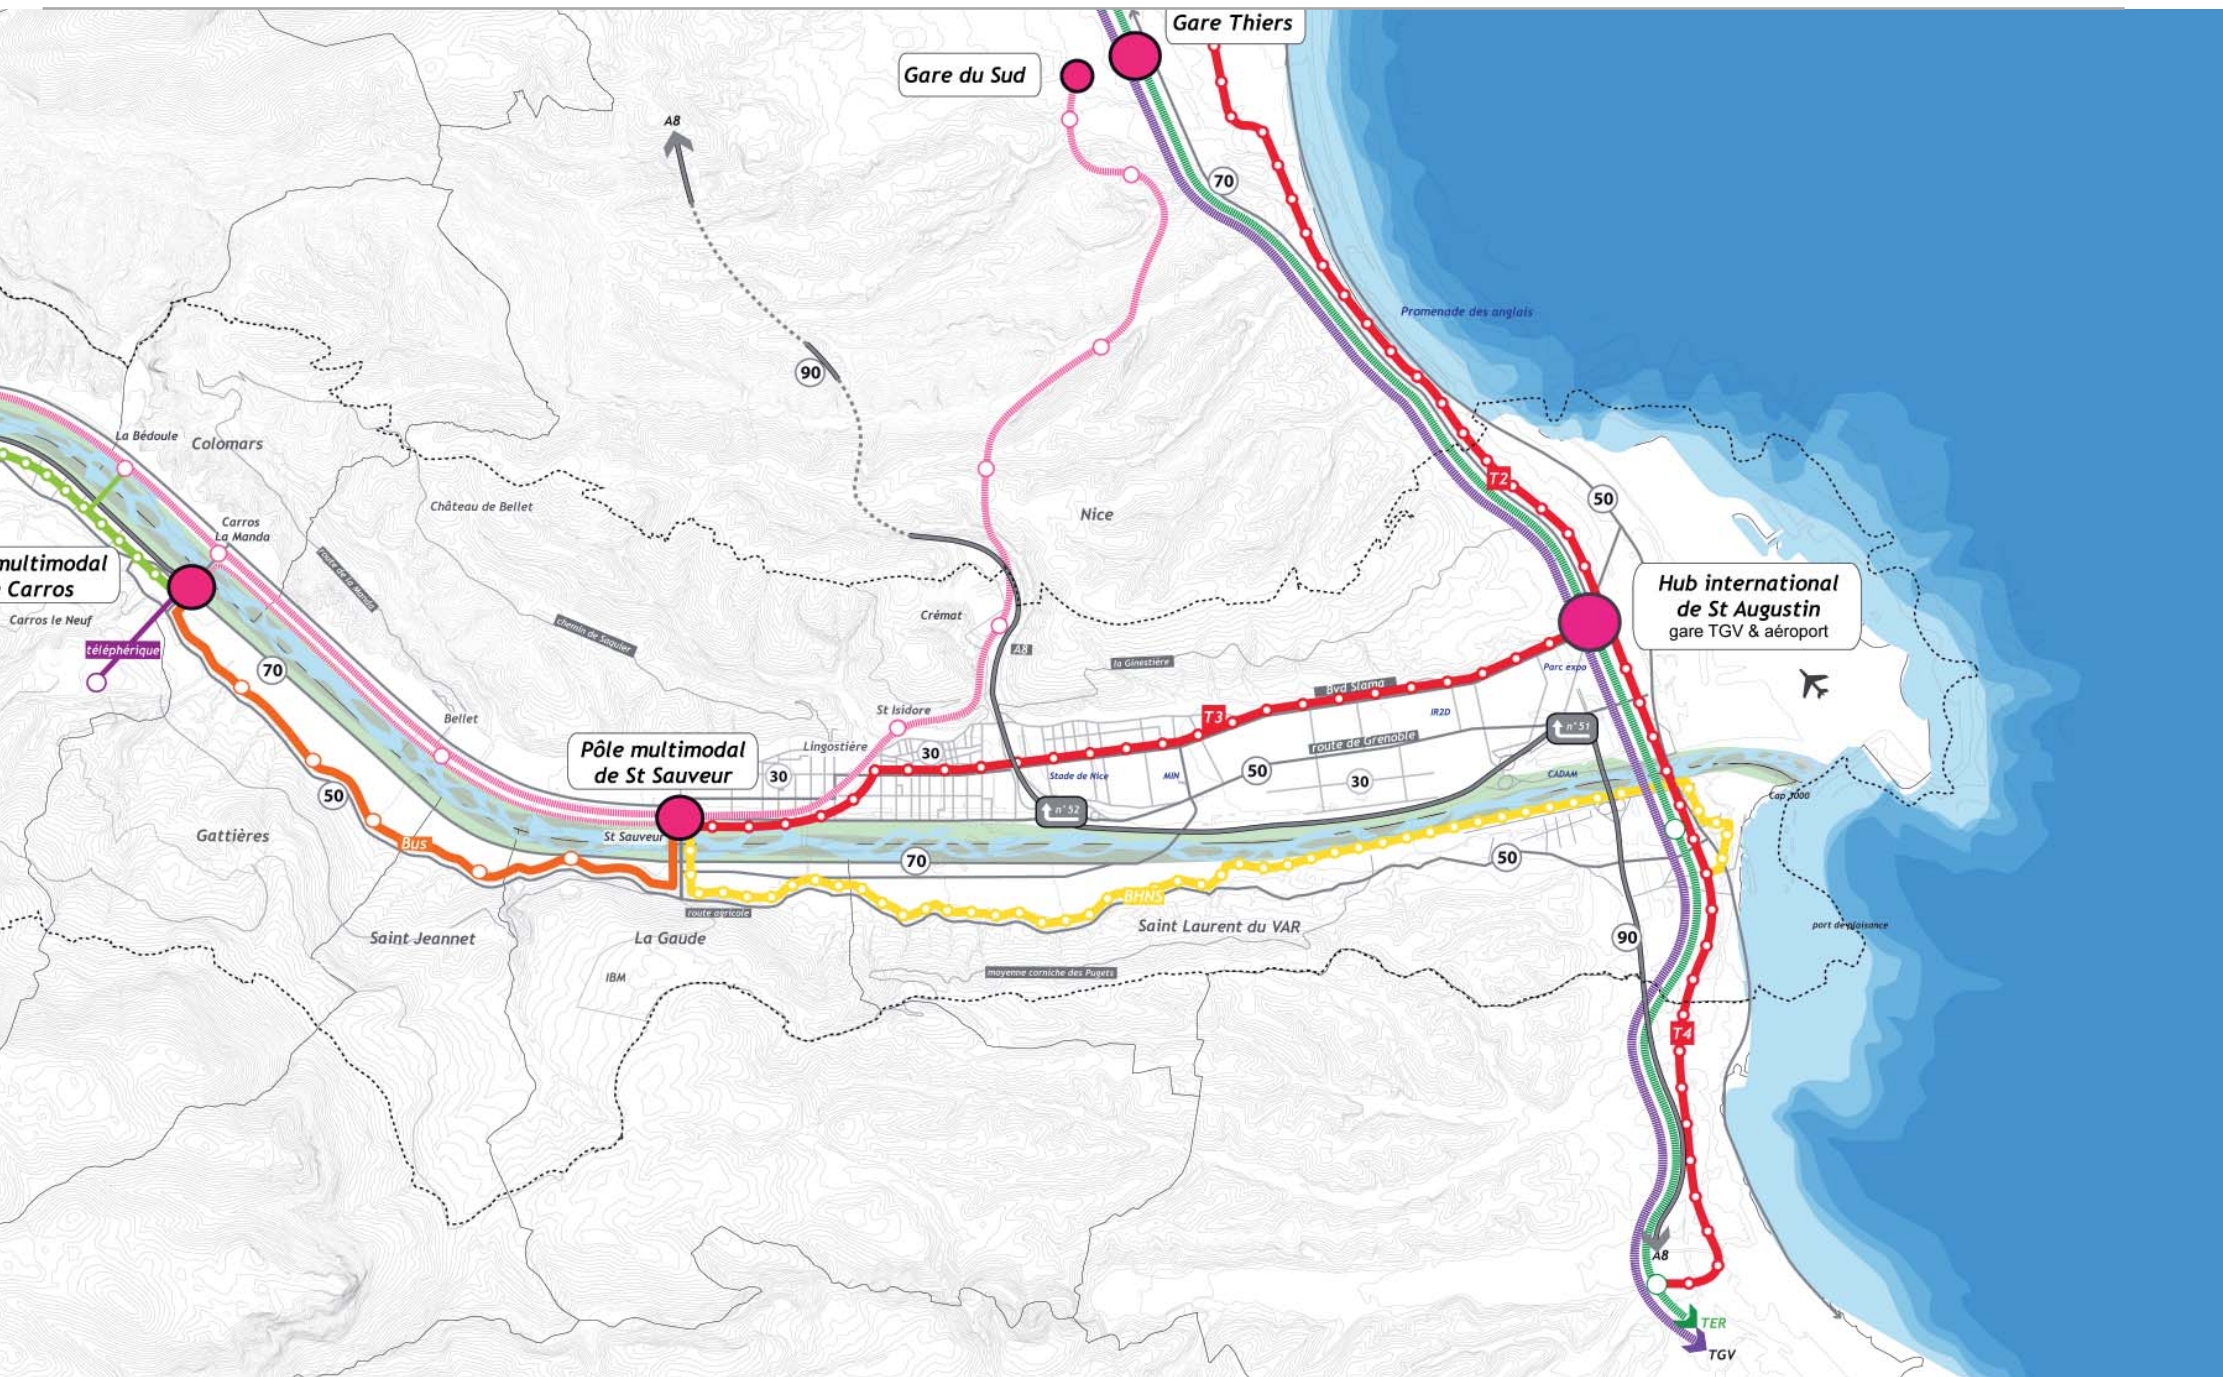 Gare Thiers
Gare du Sud
A8
70
Promenade des anglais
90
La Bédoule
Colomars
T2
50
Château de Bellet
Nice
Carros
La Manda
multimodal
Carros
route de la Manda
Hub international
de St Augustin
gare TGV & aéroport
Carros le Neuf
Crémat
chemin de Saquier
téléphérique
A8
la Ginestière
Parc expo
70
Bvd Slama
Bellet
St Isidore
T3
IR2D
n°51
Pôle multimodal
de St Sauveur
Lingostière
30
route de Grenoble
30
Stade de Nice
MIN
50
30
CADAM
50
n°52
Cap 3000
Gattières
St Sauveur
Bus
70
50
BHNS
route agricole
Saint Laurent du VAR
port de plaisance
Saint Jeannet
La Gaude
90
IBM
moyenne corniche des Pugets
T4
A8
TER
TGV